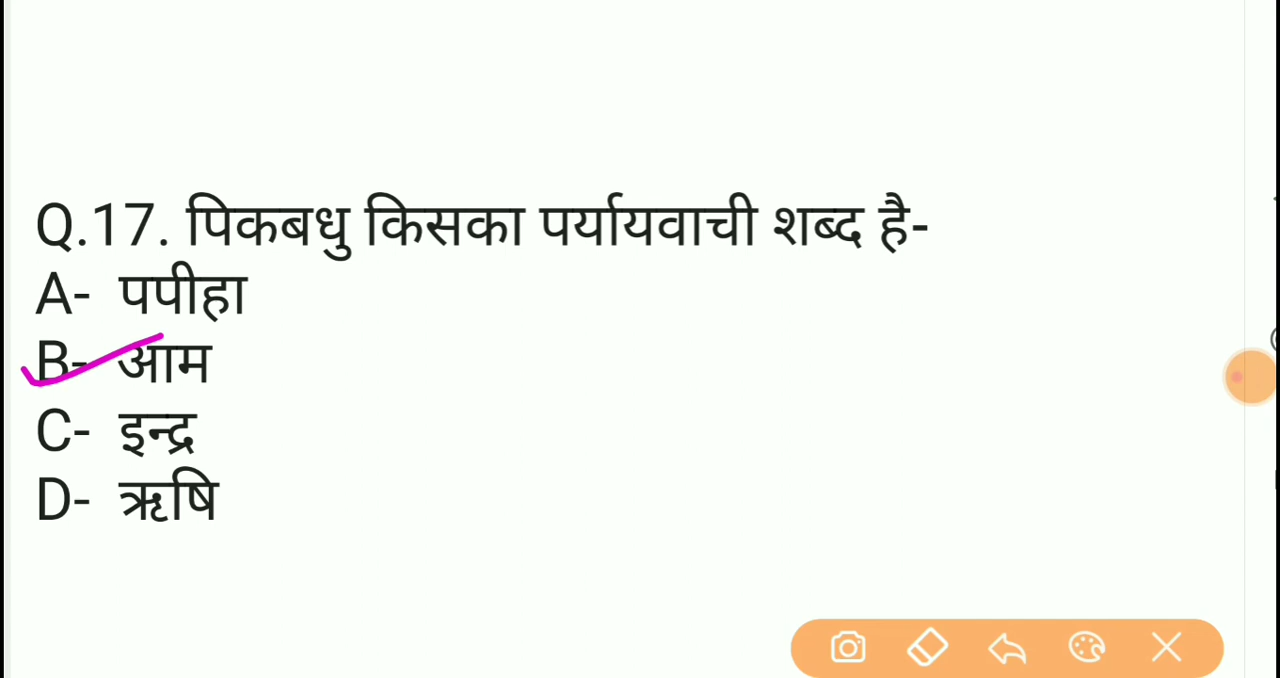 Q.17. पिकबधु किसका पर्यायवाची शब्द है-
A- पपीहा
B- आम
C- इन्द्र
D- ऋषि